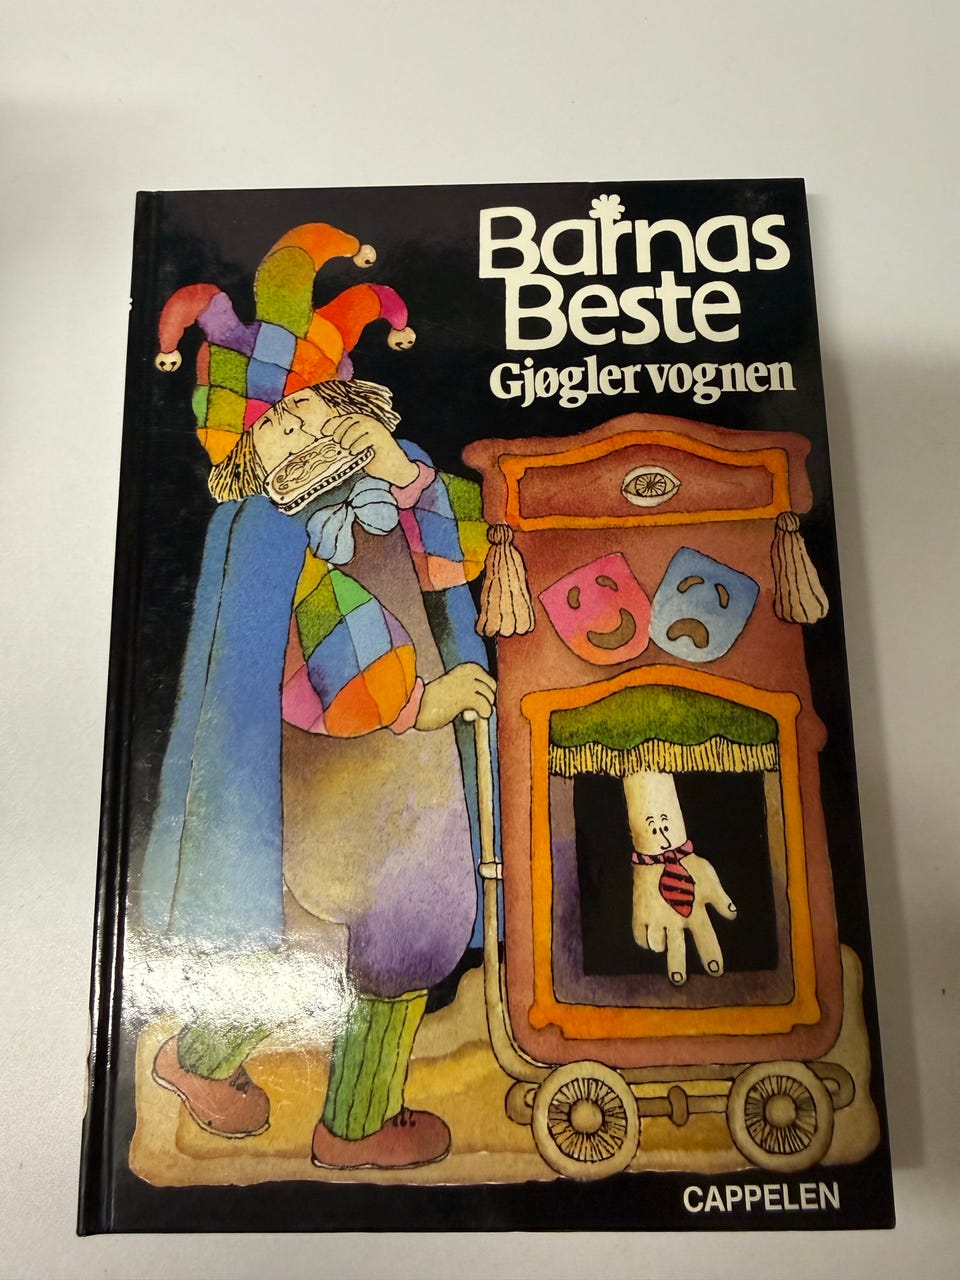 Barnas
Beste
Gjøglervognen
CAPPELEN